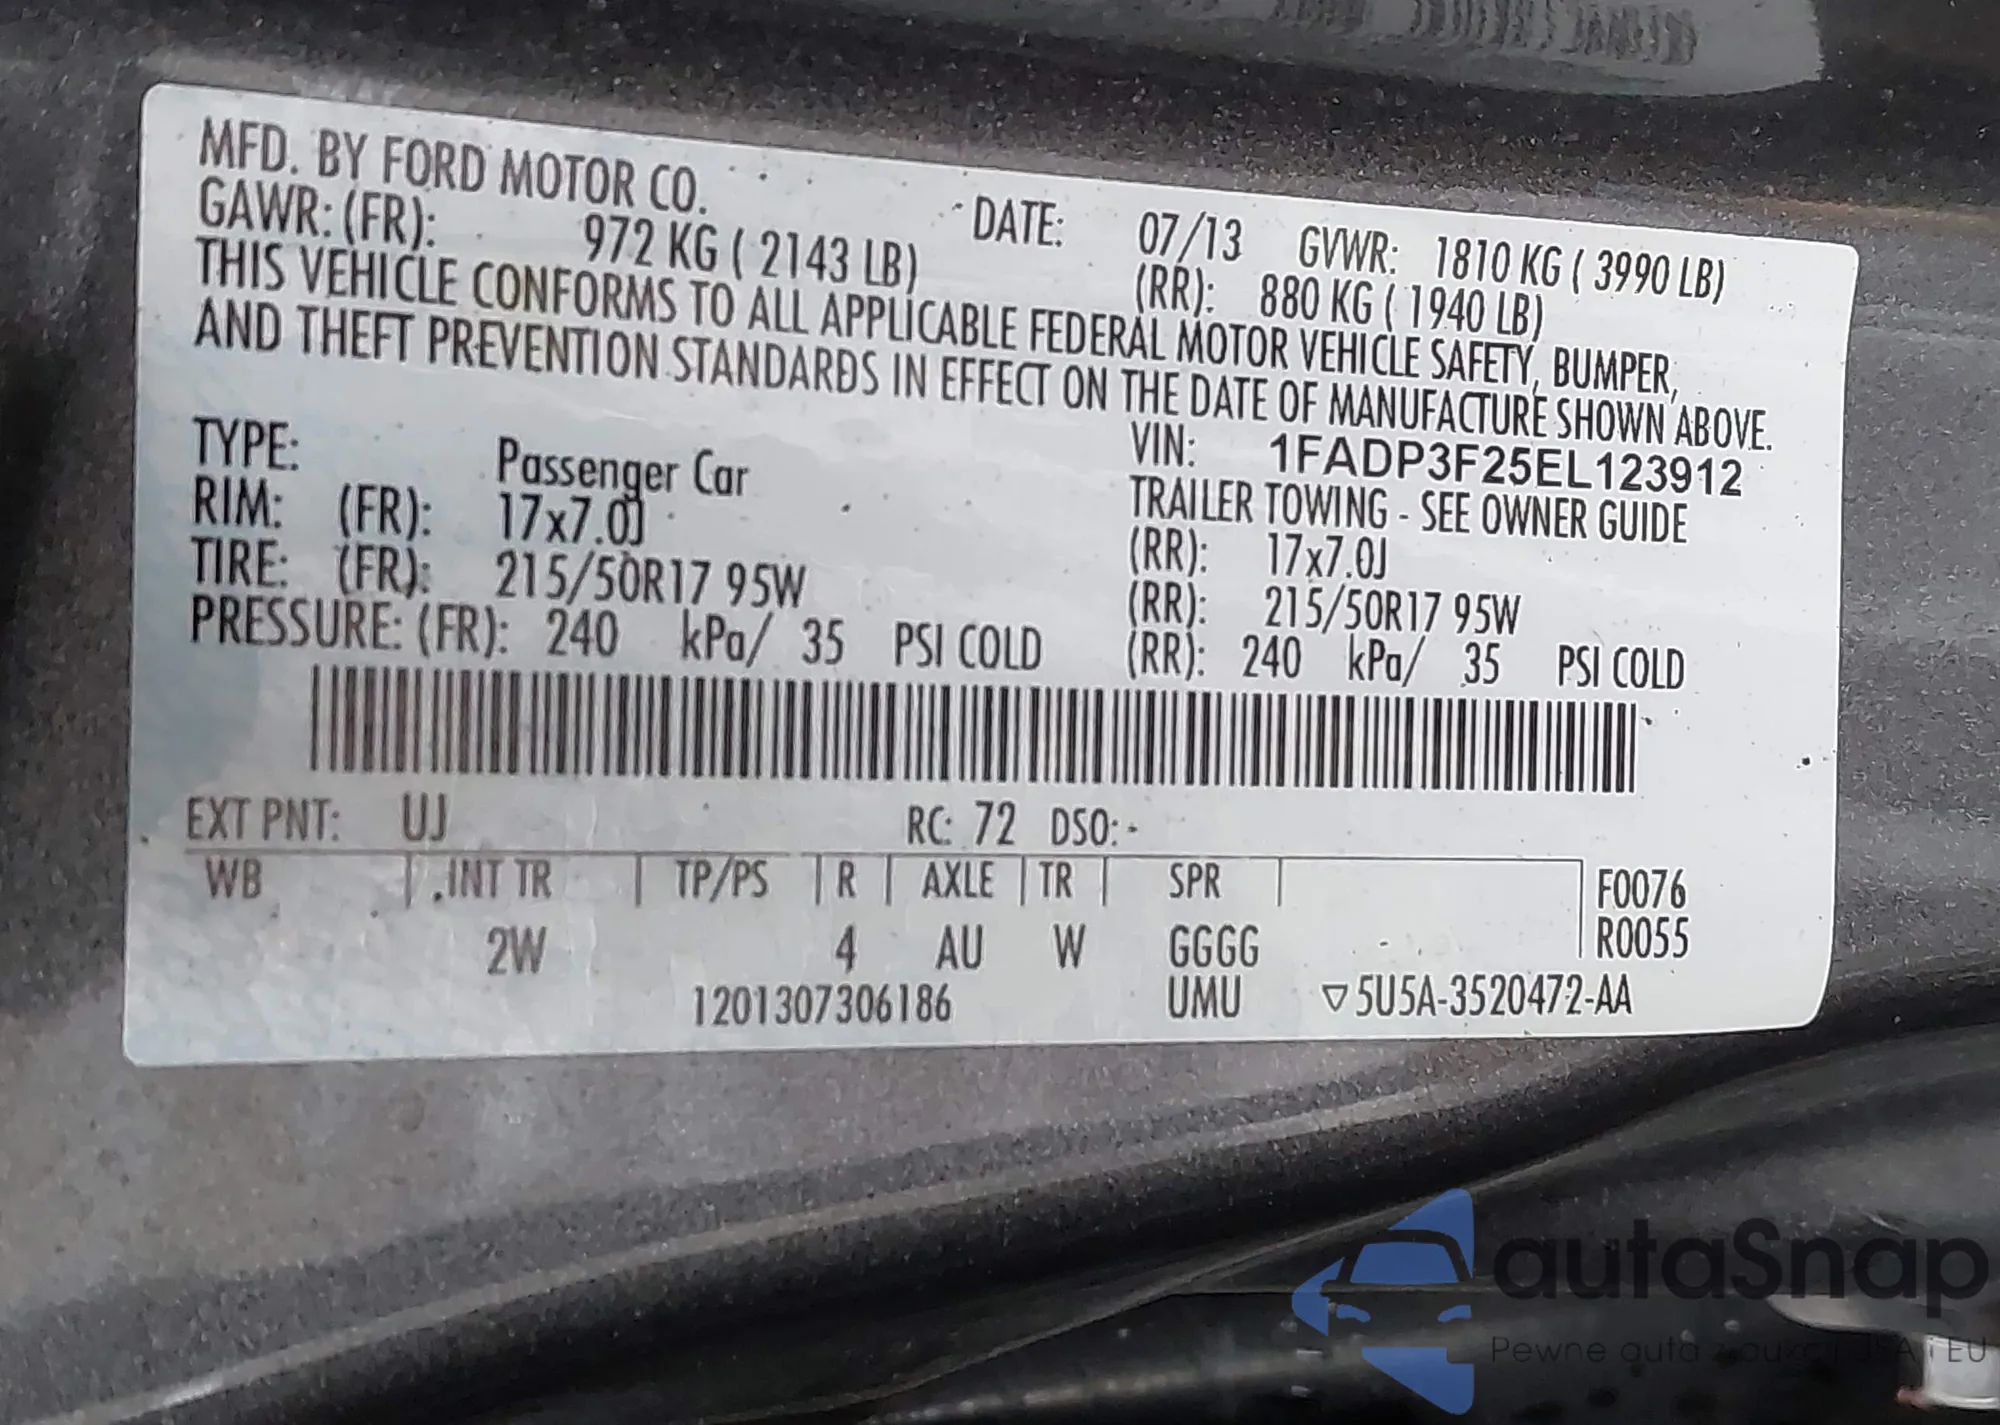 MFD. BY FORD MOTOR CO.
DATE: 07/13 GVWR: 1810 KG ( 3990 LB)
GAWR: (FR): 972 KG ( 2143 LB) (RR): 880 KG ( 1940 LB)
THIS VEHICLE CONFORMS TO ALL APPLICABLE FEDERAL MOTOR VEHICLE SAFETY, BUMPER,
AND THEFT PREVENTION STANDARDS IN EFFECT ON THE DATE OF MANUFACTURE SHOWN ABOVE.
TYPE: Passenger Car VIN: 1FADP3F25EL123912
TRAILER TOWING - SEE OWNER GUIDE
RIM: (FR): 17x7.0J (RR): 17x7.0J
TIRE: (FR): 215/50R17 95W (RR): 215/50R17 95W
PRESSURE: (FR): 240 kPa/ 35 PSI COLD (RR): 240 kPa/ 35 PSI COLD
EXT PNT: UJ RC: 72 DSO: -
WB | INT TR | TP/PS | R | AXLE | TR | SPR | F0076
2W 4 AU W GGGG R0055
1201307306186 UMU ▽5U5A-3520472-AA
autaSnap
Pewne auta z aukcji USA i EU